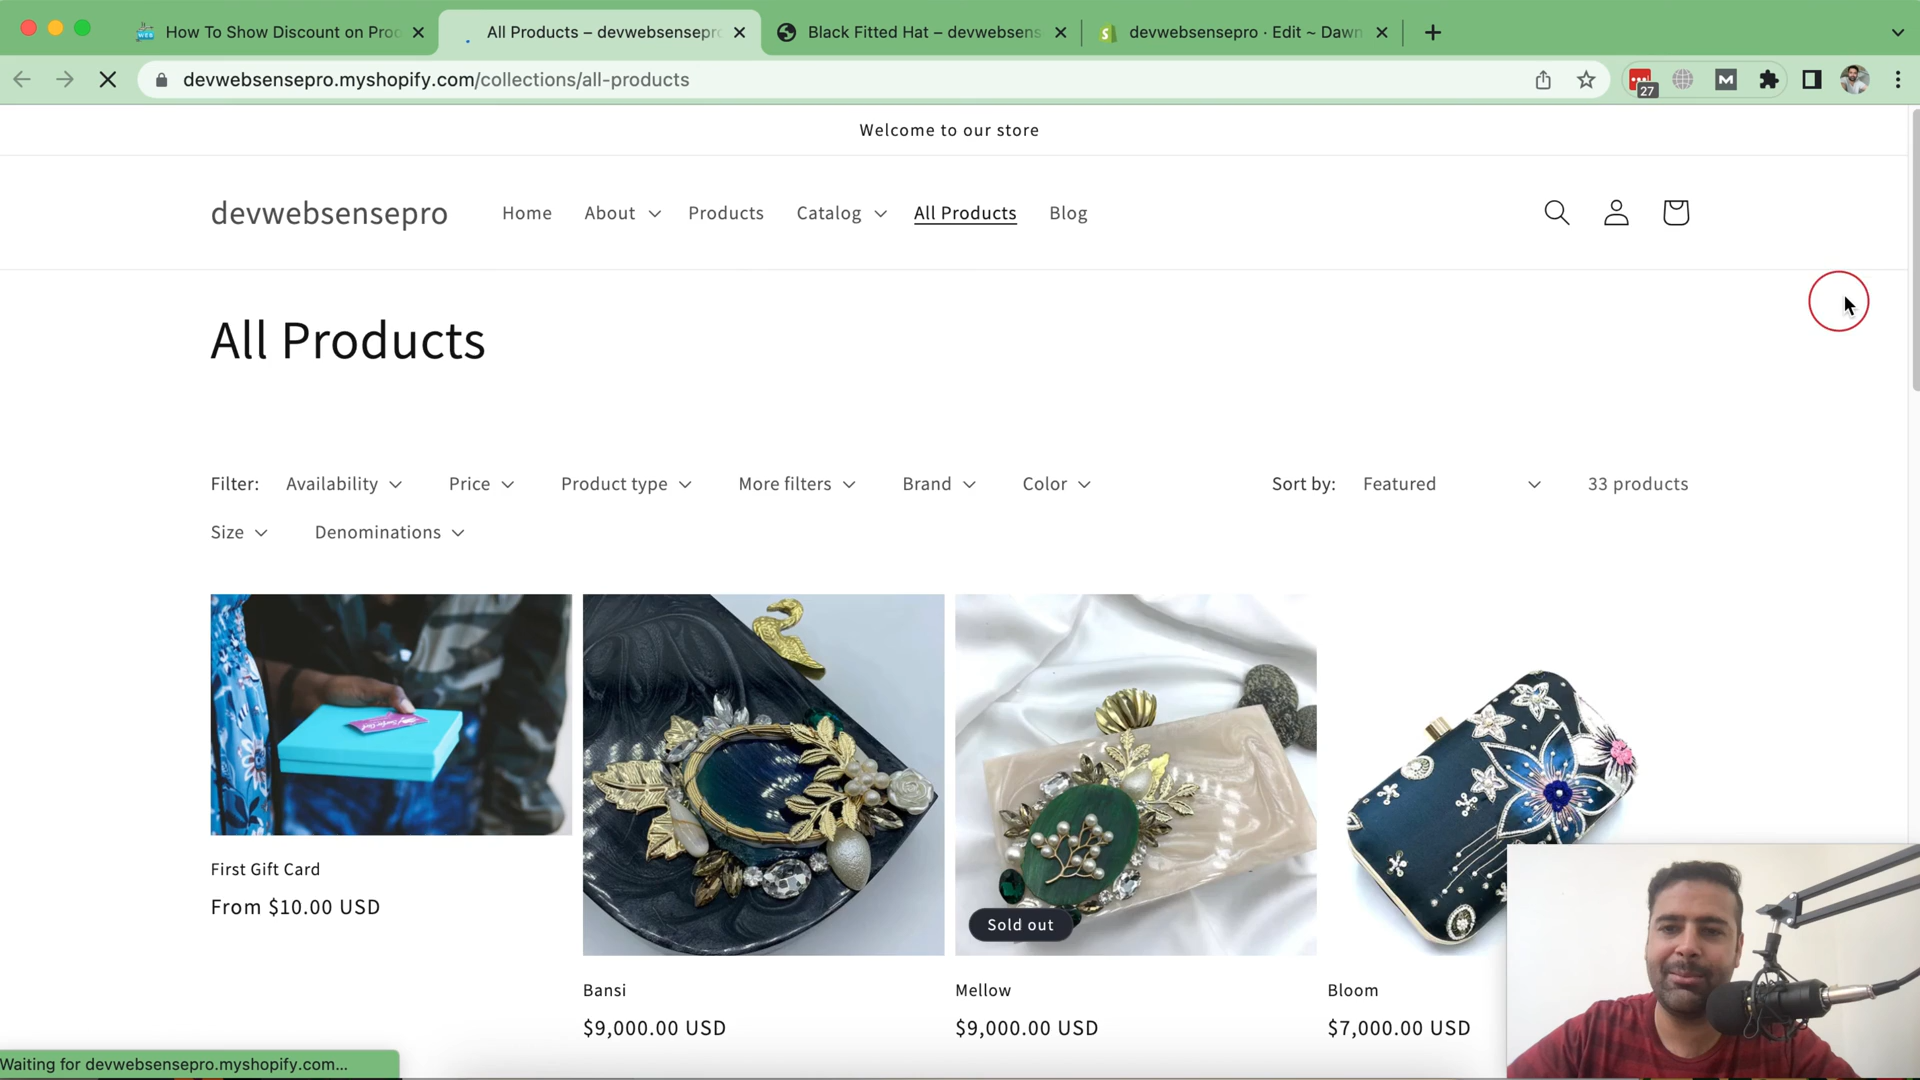 How To Show Discount on Proc
All Products – devwebsensepr
Black Fitted Hat – devwebsens
devwebsensepro · Edit ~ Dawn
devwebsensepro.myshopify.com/collections/all-products
27
Welcome to our store
devwebsensepro
Home
About
Products
Catalog
All Products
Blog
All Products
Filter:
Availability
Price
Product type
More filters
Brand
Color
Sort by:
Featured
33 products
Size
Denominations
First Gift Card
From $10.00 USD
Sold out
Bansi
$9,000.00 USD
Mellow
$9,000.00 USD
Bloom
$7,000.00 USD
Waiting for devwebsensepro.myshopify.com...